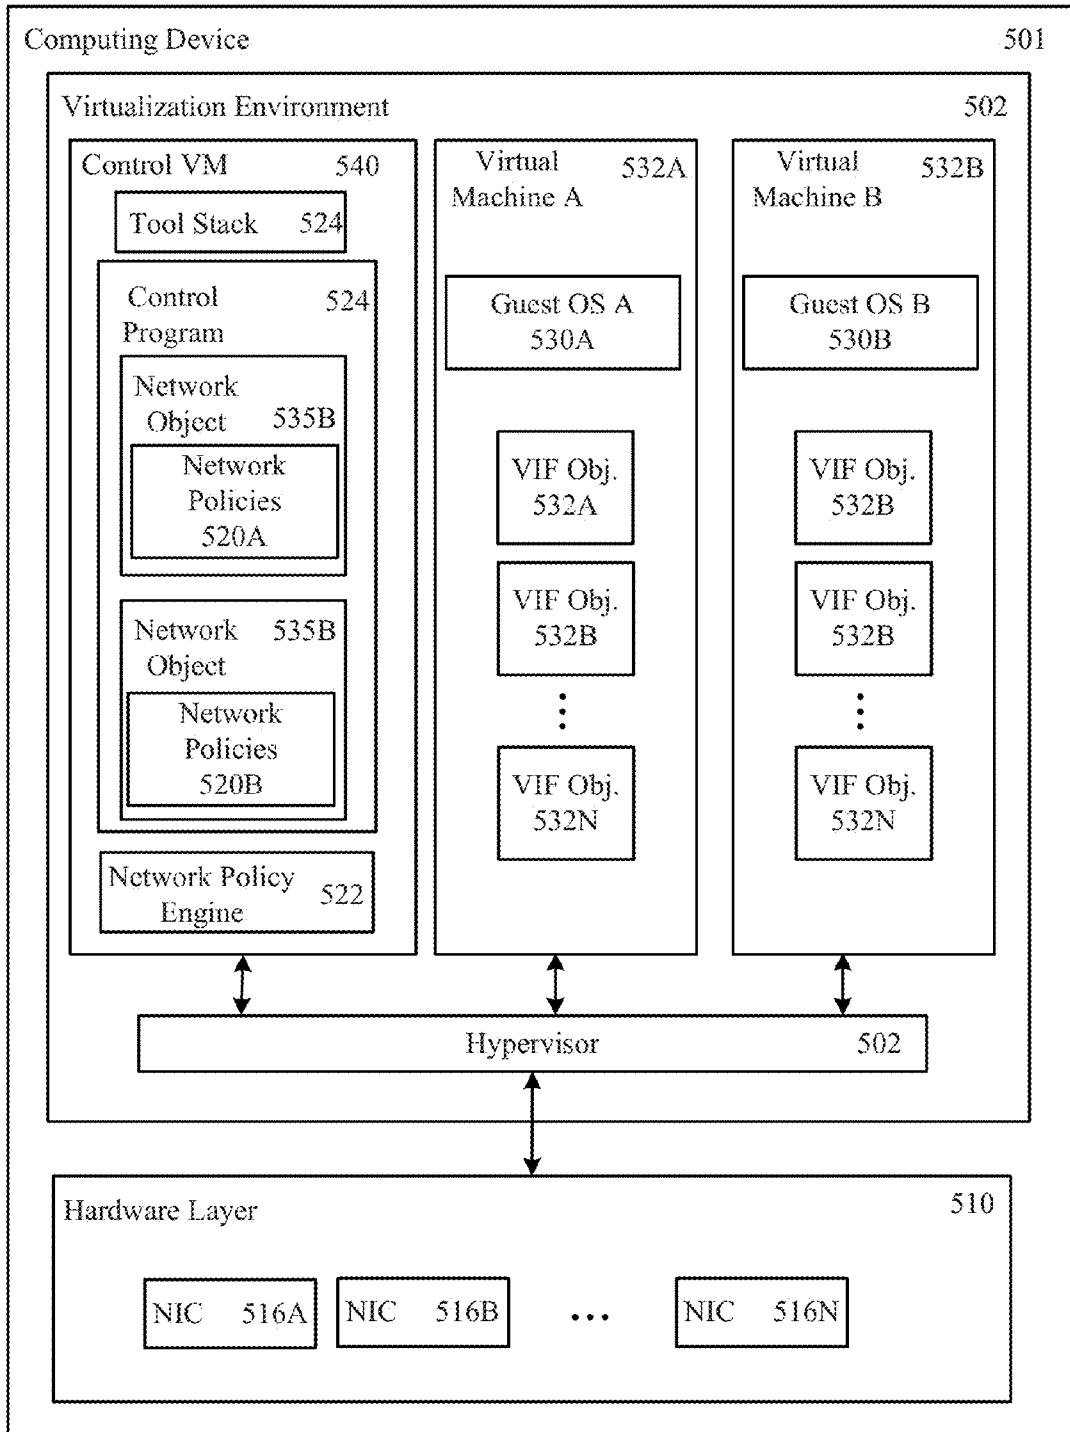 Computing Device 501
Virtualization Environment 502
Control VM 540
Tool Stack 524
Control 524
Program
Network
Object 535B
Network
Policies
520A
Network 535B
Object
Network
Policies
520B
Network Policy
Engine 522
Virtual 532A
Machine A
Guest OS A
530A
VIF Obj.
532A
VIF Obj.
532B
VIF Obj.
532N
Virtual 532B
Machine B
Guest OS B
530B
VIF Obj.
532B
VIF Obj.
532B
VIF Obj.
532N
Hypervisor 502
Hardware Layer 510
NIC 516A
NIC 516B
...
NIC 516N